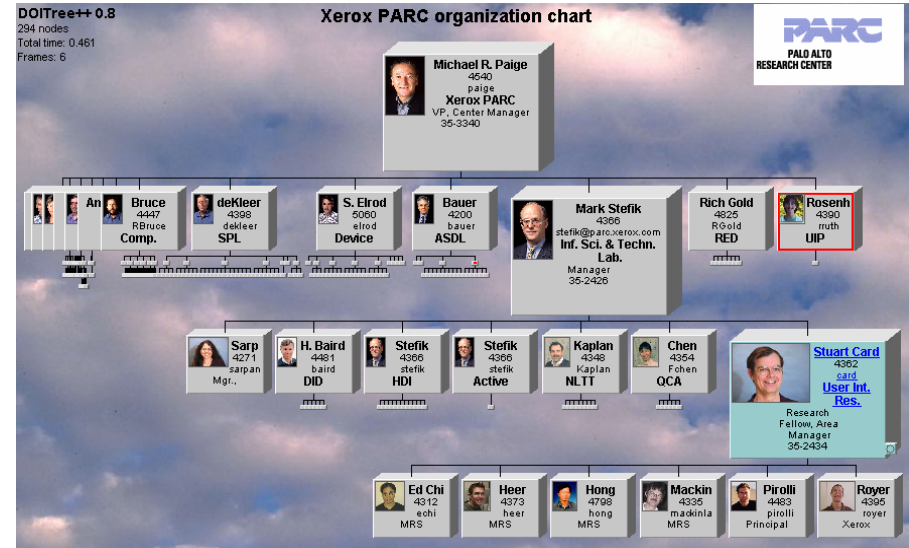 DOITree++ 0.8
294 nodes
Total time: 0.461
Frames: 6
Xerox PARC organization chart
PARC
PALO ALTO
RESEARCH CENTER
Michael R. Paige
4540
paige
Xerox PARC
VP, Center Manager
35-3340
An
Bruce
4447
RBruce
Comp.
deKleer
4398
dekleer
SPL
S. Elrod
5060
elrod
Device
Bauer
4200
bauer
ASDL
Mark Stefik
4366
stefik@parc.xerox.com
Inf. Sci. & Techn.
Lab.
Manager
35-2426
Rich Gold
4825
RGold
RED
Rosenh
4390
rruth
UIP
Sarp
4271
sarpan
Mgr.,
H. Baird
4481
baird
DID
Stefik
4366
stefik
HDI
Stefik
4366
stefik
Active
Kaplan
4348
Kaplan
NLTT
Chen
4354
Fchen
QCA
Stuart Card
4362
card
User Int.
Res.
Research
Fellow, Area
Manager
35-2434
Ed Chi
4312
echi
MRS
Heer
4373
heer
MRS
Hong
4798
hong
MRS
Mackin
4335
mackinla
MRS
Pirolli
4483
pirolli
Principal
Royer
4395
royer
Xerox